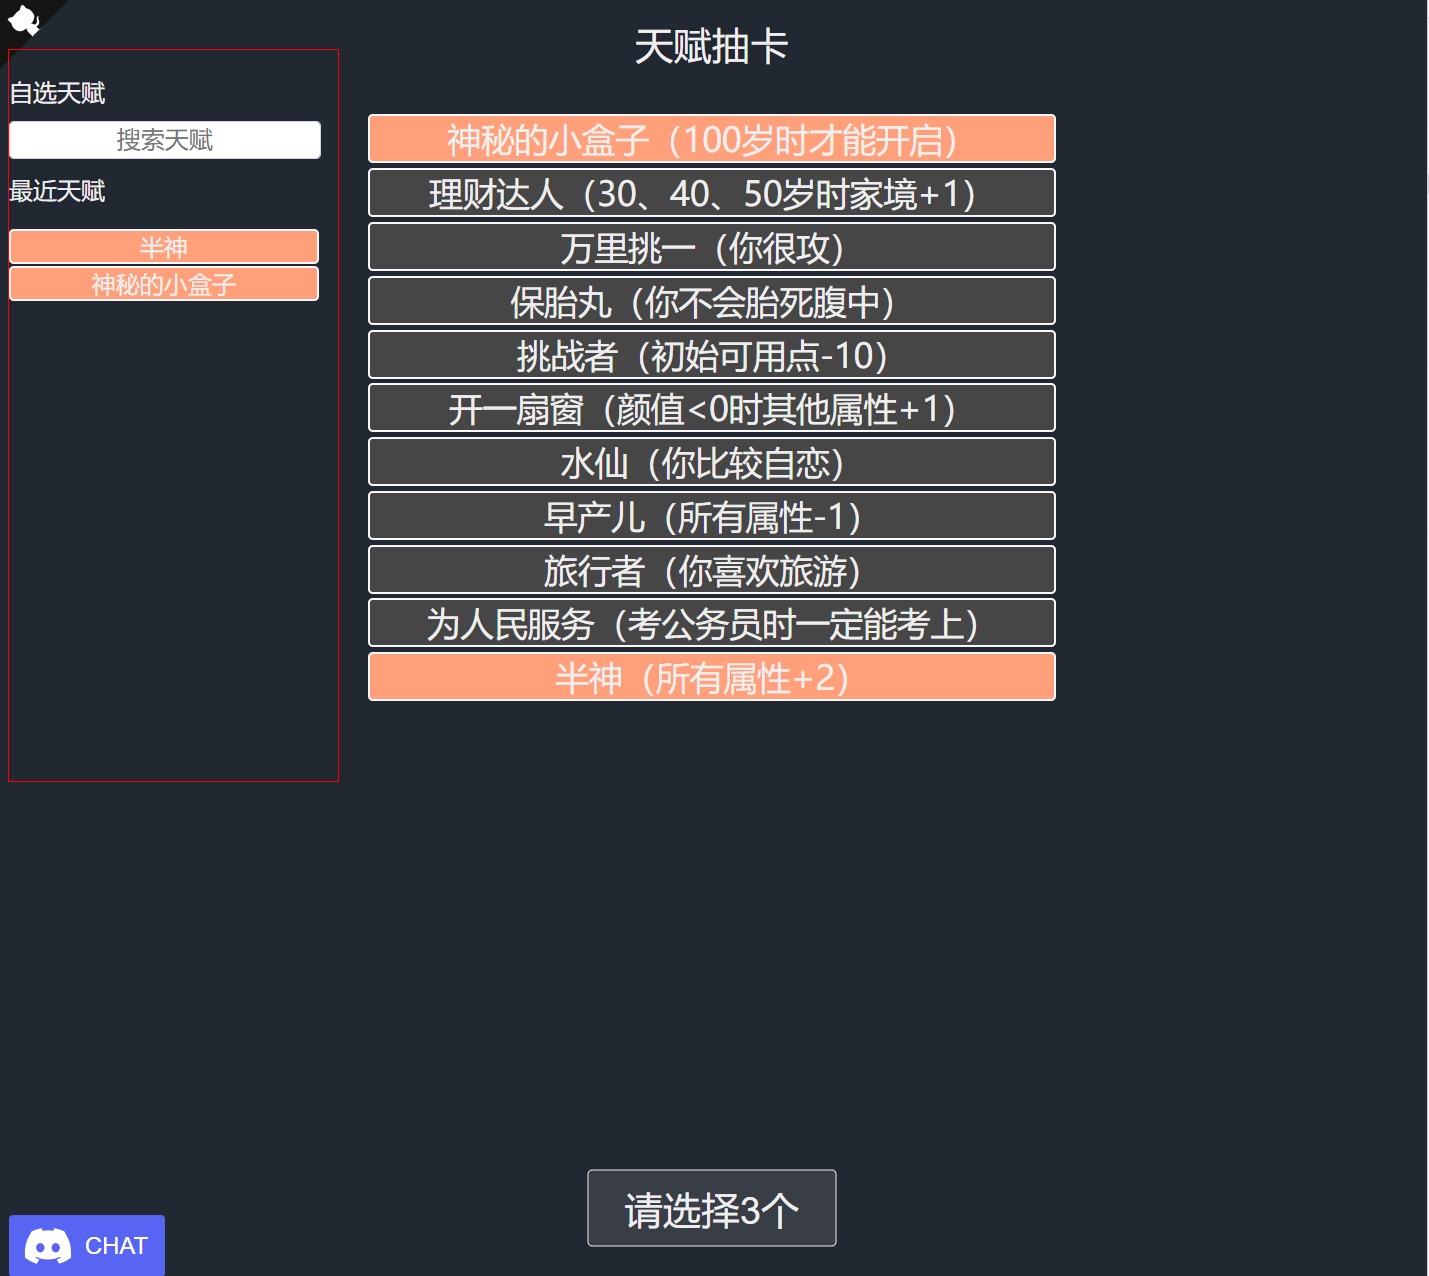 天赋抽卡
自选天赋
搜索天赋
最近天赋
半神
神秘的小盒子
神秘的小盒子（100岁时才能开启）
理财达人（30、40、50岁时家境+1）
万里挑一（你很攻）
保胎丸（你不会胎死腹中）
挑战者（初始可用点-10）
开一扇窗（颜值<0时其他属性+1）
水仙（你比较自恋）
早产儿（所有属性-1）
旅行者（你喜欢旅游）
为人民服务（考公务员时一定能考上）
半神（所有属性+2）
请选择3个
CHAT